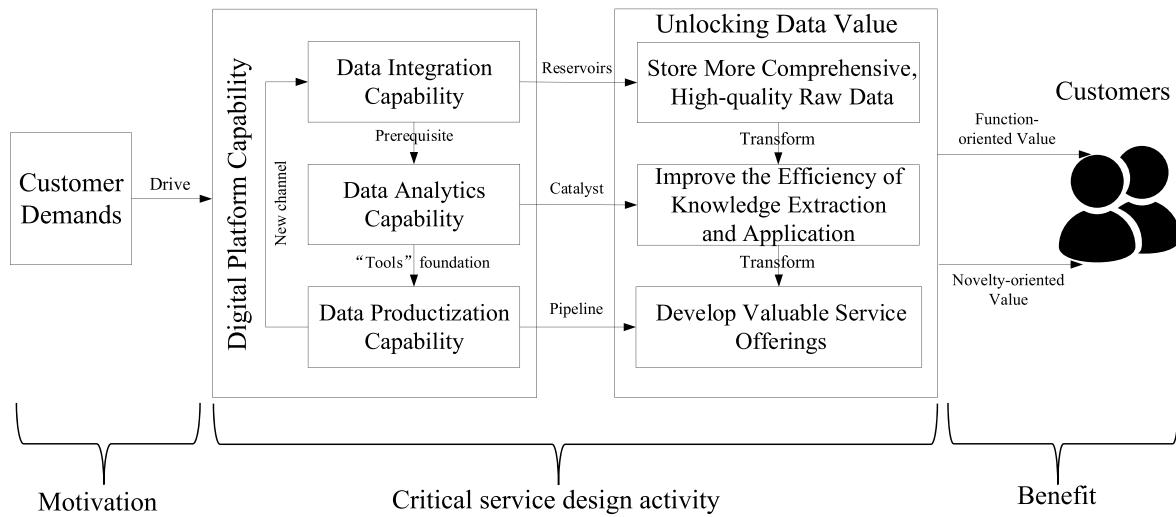 Customer
Demands
Drive
Digital Platform Capability
New channel
Data Integration
Capability
Prerequisite
Data Analytics
Capability
“Tools” foundation
Data Productization
Capability
Reservoirs
Catalyst
Pipeline
Unlocking Data Value
Store More Comprehensive,
High-quality Raw Data
Transform
Improve the Efficiency of
Knowledge Extraction
and Application
Transform
Develop Valuable Service
Offerings
Function-
oriented Value
Novelty-oriented
Value
Customers
Motivation
Critical service design activity
Benefit